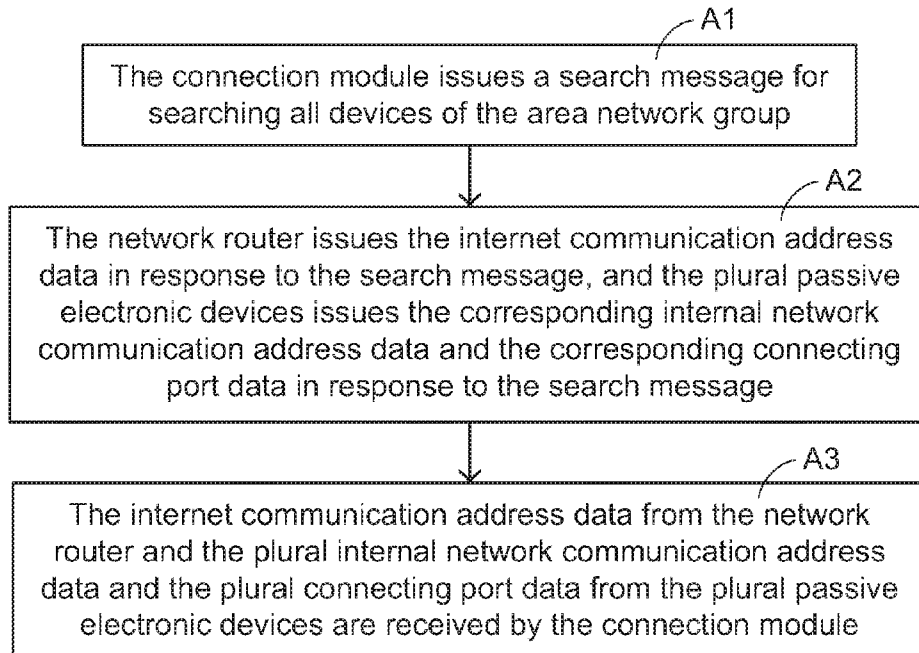 A1
The connection module issues a search message for
searching all devices of the area network group
A2
The network router issues the internet communication address
data in response to the search message, and the plural passive
electronic devices issues the corresponding internal network
communication address data and the corresponding connecting
port data in response to the search message
A3
The internet communication address data from the network
router and the plural internal network communication address
data and the plural connecting port data from the plural passive
electronic devices are received by the connection module